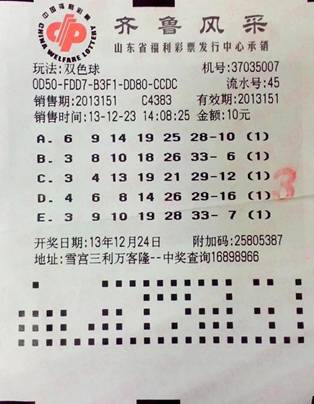 中国福利彩票
CHINA WELFARE LOTTERY
齐鲁风采
山东省福利彩票发行中心承销
玩法:双色球 机号:37035007
0D50-FDD7-B3F1-DD80-CCDC 流水号:45
销售期:2013151 C4383 有效期:2013151
销售时间:13-12-23 14:08:25 金额:10元
A. 6 9 14 19 25 28-10 (1)
B. 3 8 10 18 26 33- 6 (1)
C. 3 4 13 19 21 29-12 (1)
D. 4 6 8 14 26 29-16 (1)
E. 3 9 10 19 28 33- 7 (1)
3
开奖日期:13年12月24日 附加码:25805387
地址:雪宫三利万客隆--中奖查询16898966